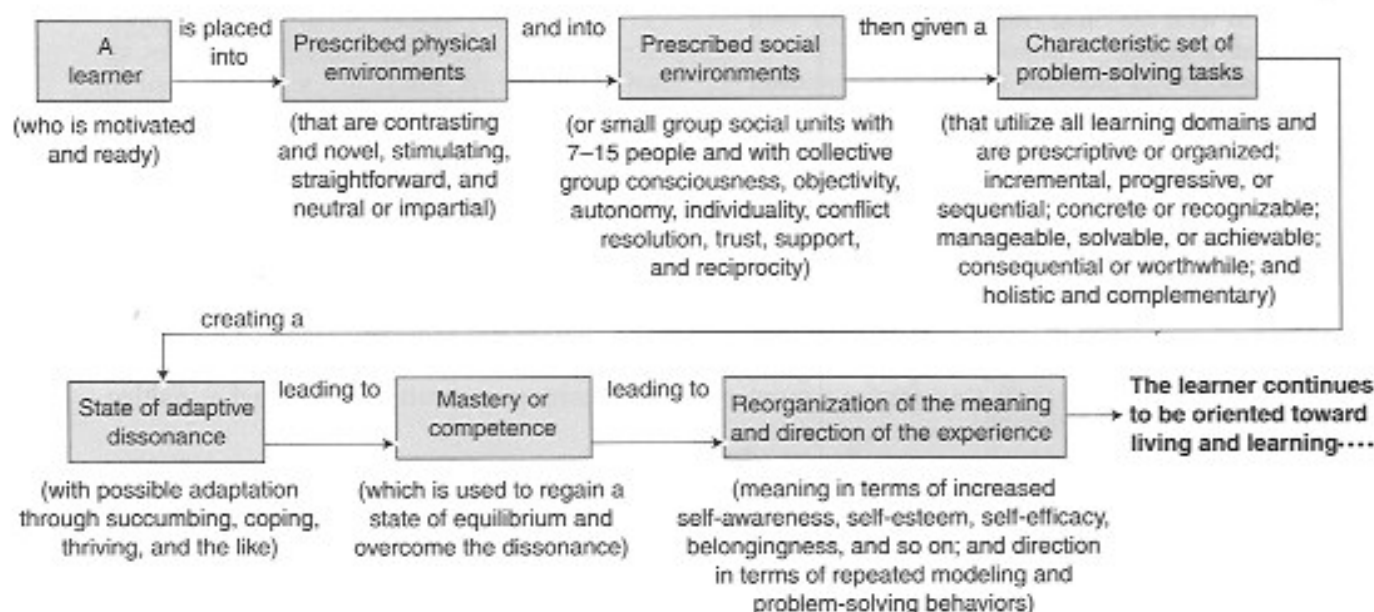 A
learner
is placed
into
Prescribed physical
environments
and into
Prescribed social
environments
then given a
Characteristic set of
problem-solving tasks
(who is motivated
and ready)
(that are contrasting
and novel, stimulating,
straightforward, and
neutral or impartial)
(or small group social units with
7–15 people and with collective
group consciousness, objectivity,
autonomy, individuality, conflict
resolution, trust, support,
and reciprocity)
(that utilize all learning domains and
are prescriptive or organized;
incremental, progressive, or
sequential; concrete or recognizable;
manageable, solvable, or achievable;
consequential or worthwhile; and
holistic and complementary)
creating a
State of adaptive
dissonance
leading to
Mastery or
competence
leading to
Reorganization of the meaning
and direction of the experience
The learner continues
to be oriented toward
living and learning----
(with possible adaptation
through succumbing, coping,
thriving, and the like)
(which is used to regain a
state of equilibrium and
overcome the dissonance)
(meaning in terms of increased
self-awareness, self-esteem, self-efficacy,
belongingness, and so on; and direction
in terms of repeated modeling and
problem-solving behaviors)